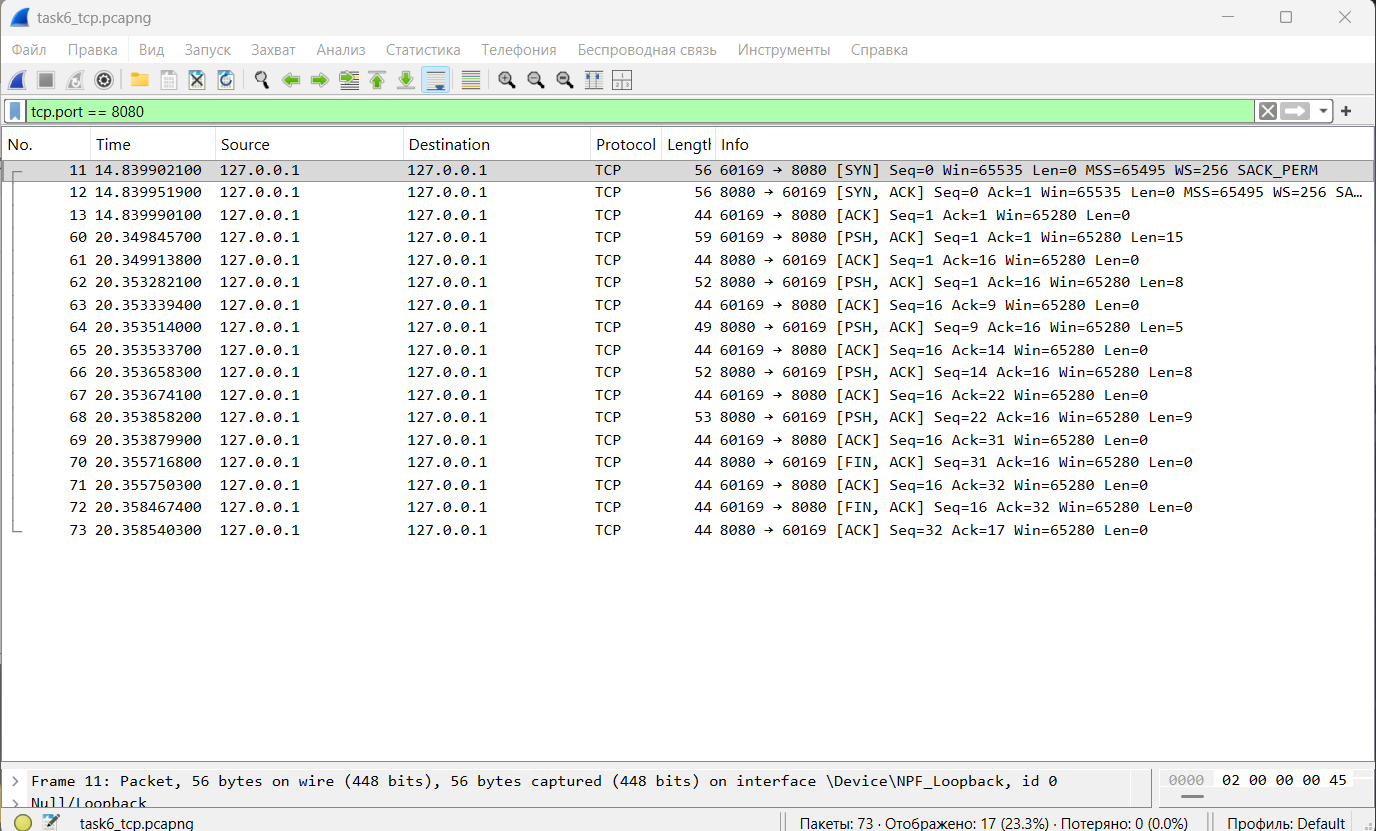 task6_tcp.pcapng
Файл Правка Вид Запуск Захват Анализ Статистика Телефония Беспроводная связь Инструменты Справка
tcp.port == 8080
No. Time Source Destination Protocol Length Info
11 14.839902100 127.0.0.1 127.0.0.1 TCP 56 60169 → 8080 [SYN] Seq=0 Win=65535 Len=0 MSS=65495 WS=256 SACK_PERM
12 14.839951900 127.0.0.1 127.0.0.1 TCP 56 8080 → 60169 [SYN, ACK] Seq=0 Ack=1 Win=65535 Len=0 MSS=65495 WS=256 SA…
13 14.839990100 127.0.0.1 127.0.0.1 TCP 44 60169 → 8080 [ACK] Seq=1 Ack=1 Win=65280 Len=0
60 20.349845700 127.0.0.1 127.0.0.1 TCP 59 60169 → 8080 [PSH, ACK] Seq=1 Ack=1 Win=65280 Len=15
61 20.349913800 127.0.0.1 127.0.0.1 TCP 44 8080 → 60169 [ACK] Seq=1 Ack=16 Win=65280 Len=0
62 20.353282100 127.0.0.1 127.0.0.1 TCP 52 8080 → 60169 [PSH, ACK] Seq=1 Ack=16 Win=65280 Len=8
63 20.353339400 127.0.0.1 127.0.0.1 TCP 44 60169 → 8080 [ACK] Seq=16 Ack=9 Win=65280 Len=0
64 20.353514000 127.0.0.1 127.0.0.1 TCP 49 8080 → 60169 [PSH, ACK] Seq=9 Ack=16 Win=65280 Len=5
65 20.353533700 127.0.0.1 127.0.0.1 TCP 44 60169 → 8080 [ACK] Seq=16 Ack=14 Win=65280 Len=0
66 20.353658300 127.0.0.1 127.0.0.1 TCP 52 8080 → 60169 [PSH, ACK] Seq=14 Ack=16 Win=65280 Len=8
67 20.353674100 127.0.0.1 127.0.0.1 TCP 44 60169 → 8080 [ACK] Seq=16 Ack=22 Win=65280 Len=0
68 20.353858200 127.0.0.1 127.0.0.1 TCP 53 8080 → 60169 [PSH, ACK] Seq=22 Ack=16 Win=65280 Len=9
69 20.353879900 127.0.0.1 127.0.0.1 TCP 44 60169 → 8080 [ACK] Seq=16 Ack=31 Win=65280 Len=0
70 20.355716800 127.0.0.1 127.0.0.1 TCP 44 8080 → 60169 [FIN, ACK] Seq=31 Ack=16 Win=65280 Len=0
71 20.355750300 127.0.0.1 127.0.0.1 TCP 44 60169 → 8080 [ACK] Seq=16 Ack=32 Win=65280 Len=0
72 20.358467400 127.0.0.1 127.0.0.1 TCP 44 60169 → 8080 [FIN, ACK] Seq=16 Ack=32 Win=65280 Len=0
73 20.358540300 127.0.0.1 127.0.0.1 TCP 44 8080 → 60169 [ACK] Seq=32 Ack=17 Win=65280 Len=0
Frame 11: Packet, 56 bytes on wire (448 bits), 56 bytes captured (448 bits) on interface \Device\NPF_Loopback, id 0
0000 02 00 00 00 45
Null/Loopback
task6_tcp.pcapng
Пакеты: 73 · Отображено: 17 (23.3%) · Потеряно: 0 (0.0%)
Профиль: Default